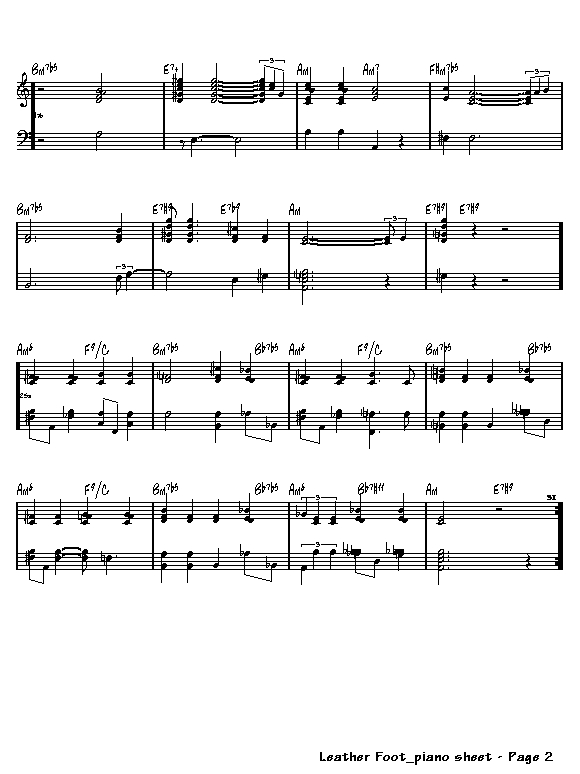 Bm7b5 E7+ 3 Am Am7 F#m7b5 3
Bm7b5 E7#9 E7b9 Am 3 E7#9 E7#9
3
Am6 F9/C Bm7b5 Bb7b5 Am6 F9/C Bm7b5 Bb7b5
Am6 F9/C Bm7b5 Bb7b5 Am6 3 Bb7#11 Am E7#9 31
3
Leather Foot_piano sheet - Page 2